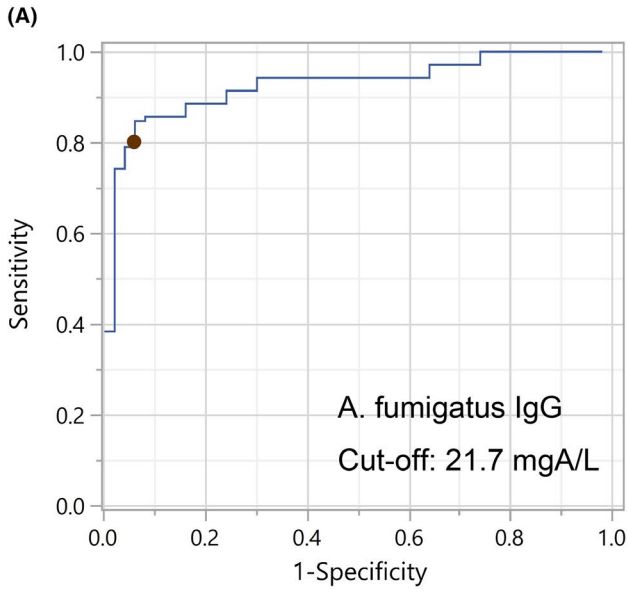 (A)
1.0
0.8
0.6
0.4
0.2
0.0
Sensitivity
A. fumigatus IgG
Cut-off: 21.7 mgA/L
0.0 0.2 0.4 0.6 0.8 1.0
1-Specificity